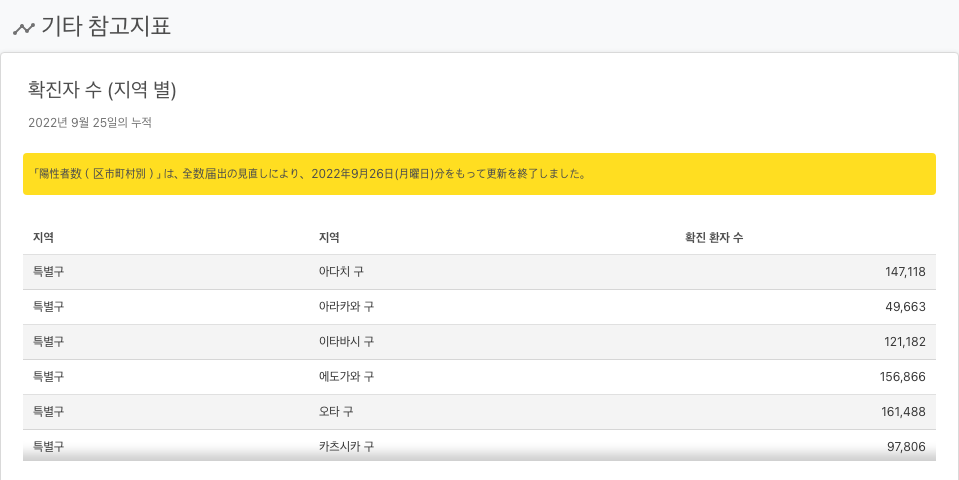 기타 참고지표
확진자 수 (지역 별)
2022년 9월 25일의 누적
「陽性者数（区市町村別）」は、全数届出の見直しにより、2022年9月26日(月曜日)分をもって更新を終了しました。
지역 지역 확진 환자 수
특별구 아다치 구 147,118
특별구 아라카와 구 49,663
특별구 이타바시 구 121,182
특별구 에도가와 구 156,866
특별구 오타 구 161,488
특별구 카츠시카 구 97,806